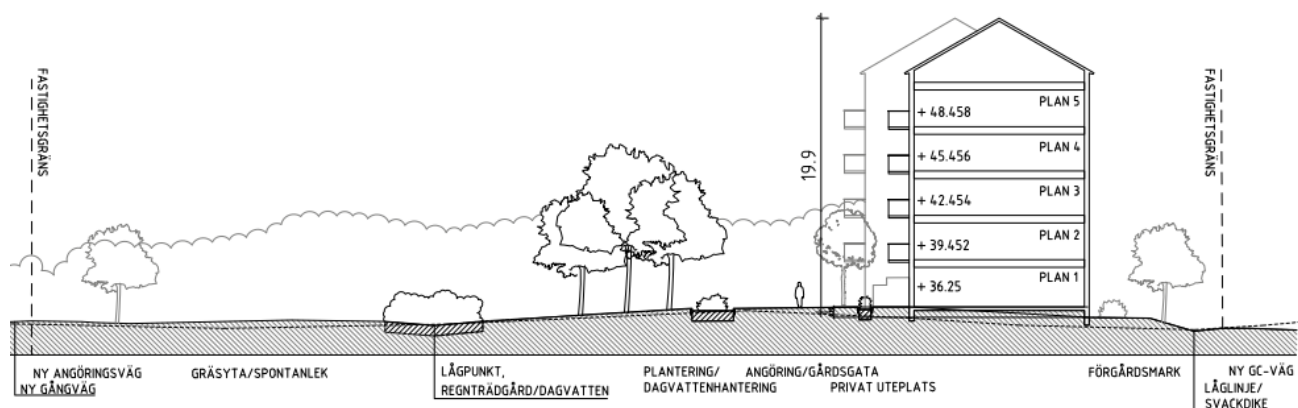 FASTIGHETSGRÄNS
19.9
PLAN 5
+ 48.458
PLAN 4
+ 45.456
PLAN 3
+ 42.454
PLAN 2
+ 39.452
PLAN 1
+ 36.25
FASTIGHETSGRÄNS
NY ANGÖRINGSVÄG
NY GÅNGVÄG
GRÄSYTA/SPONTANLEK
LÅGPUNKT,
REGNTRÄDGÅRD/DAGVATTEN
PLANTERING/
DAGVATTENHANTERING
ANGÖRING/GÅRDSGATA
PRIVAT UTEPLATS
FÖRGÅRDSMARK
NY GC-VÄG
LÅGLINJE/
SVACKDIKE